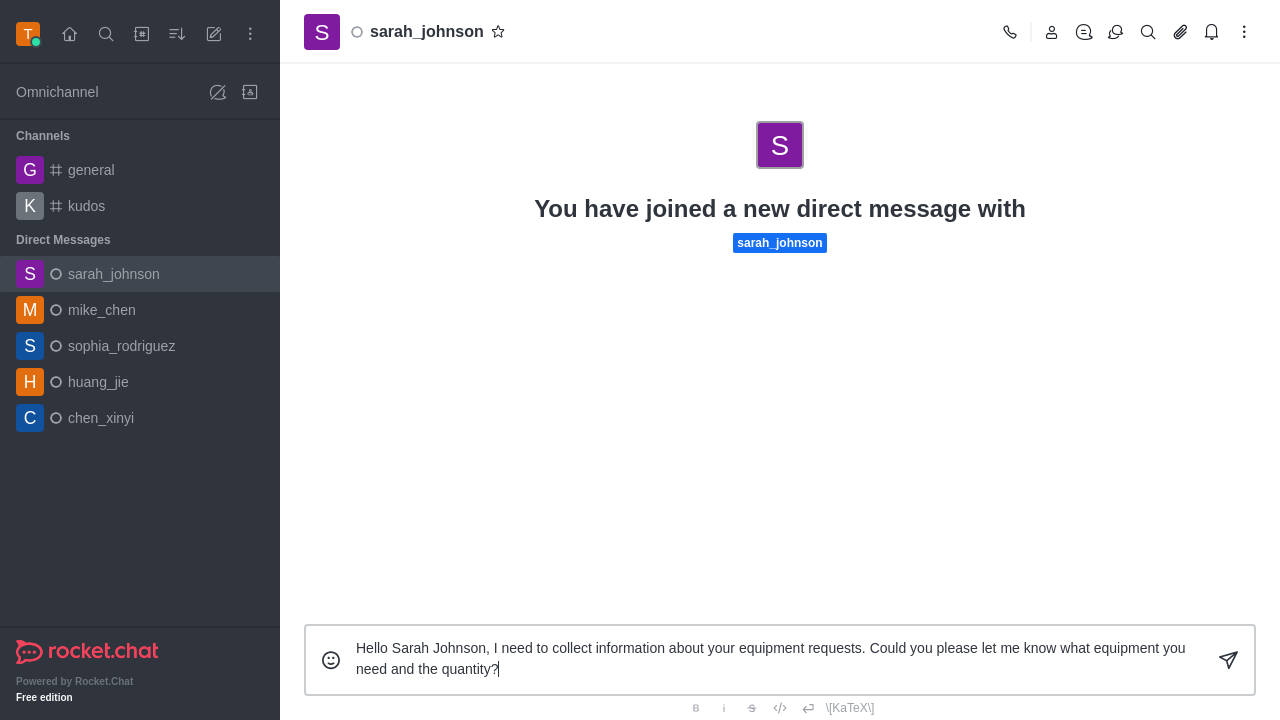 T
Omnichannel
Channels
G general
K kudos
Direct Messages
S sarah_johnson
M mike_chen
S sophia_rodriguez
H huang_jie
C chen_xinyi
rocket.chat
Powered by Rocket.Chat
Free edition
S sarah_johnson
S
You have joined a new direct message with
sarah_johnson
Hello Sarah Johnson, I need to collect information about your equipment requests. Could you please let me know what equipment you
need and the quantity?
B i S \[KaTeX\]